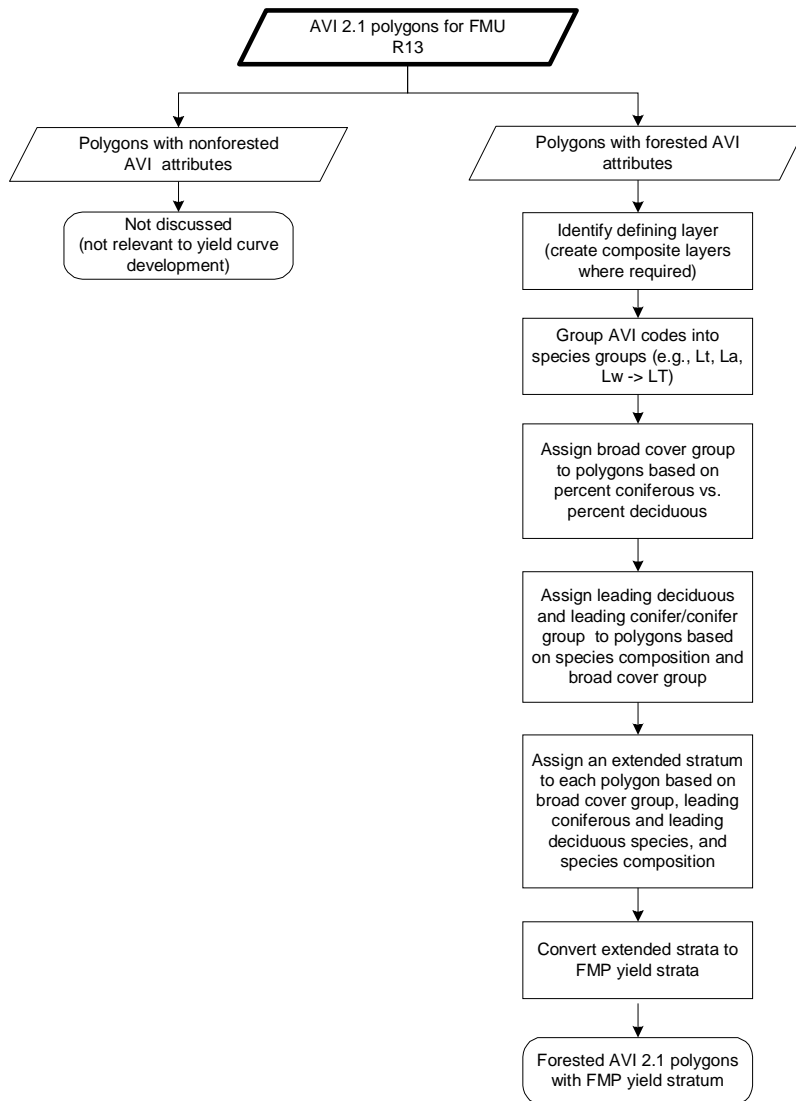 AVI 2.1 polygons for FMU
R13
Polygons with nonforested
AVI attributes
Not discussed
(not relevant to yield curve
development)
Polygons with forested AVI
attributes
Identify defining layer
(create composite layers
where required)
Group AVI codes into
species groups (e.g., Lt, La,
Lw -> LT)
Assign broad cover group
to polygons based on
percent coniferous vs.
percent deciduous
Assign leading deciduous
and leading conifer/conifer
group to polygons based
on species composition and
broad cover group
Assign an extended stratum
to each polygon based on
broad cover group, leading
coniferous and leading
deciduous species, and
species composition
Convert extended strata to
FMP yield strata
Forested AVI 2.1 polygons
with FMP yield stratum